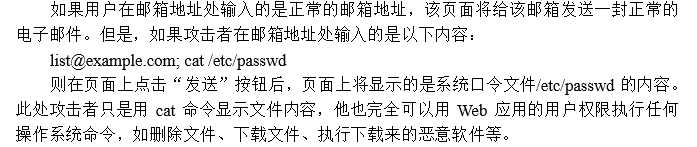 如果用户在邮箱地址处输入的是正常的邮箱地址，该页面将给该邮箱发送一封正常的
电子邮件。但是，如果攻击者在邮箱地址处输入的是以下内容：
list@example.com; cat /etc/passwd
则在页面上点击“发送”按钮后，页面上将显示的是系统口令文件/etc/passwd 的内容。
此处攻击者只是用 cat 命令显示文件内容，他也完全可以用 Web 应用的用户权限执行任何
操作系统命令，如删除文件、下载文件、执行下载来的恶意软件等。